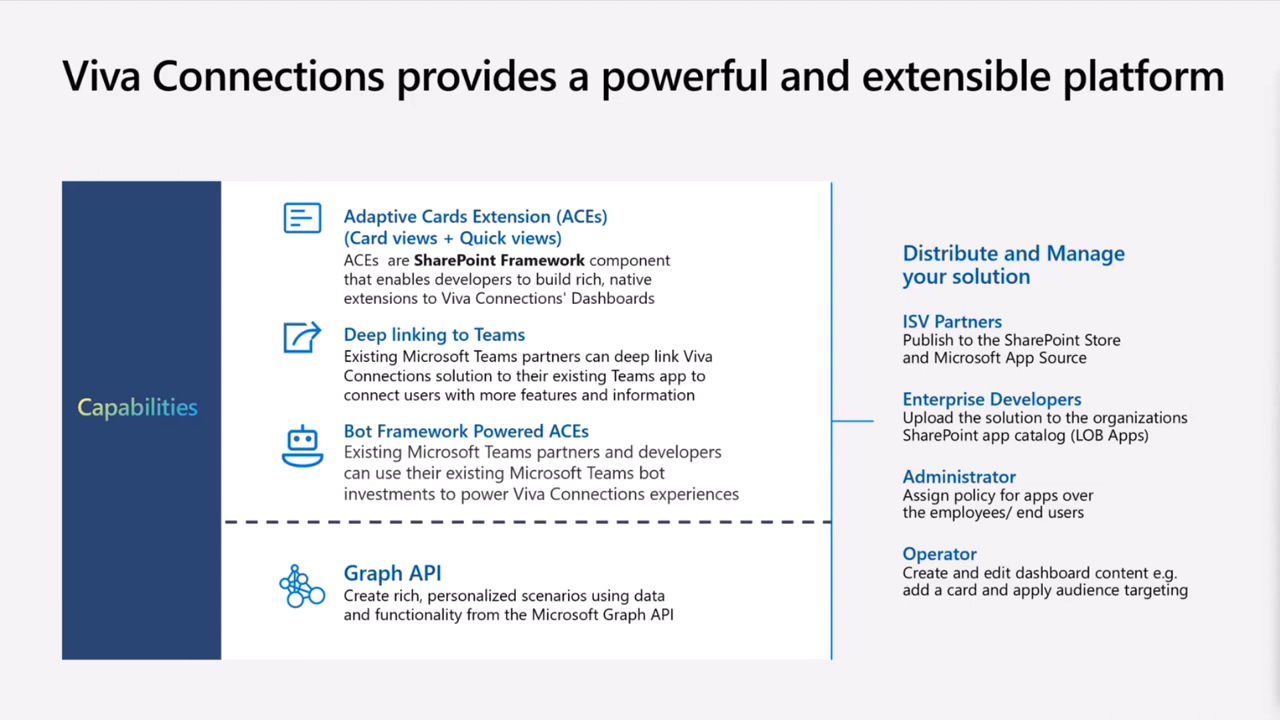 Viva Connections provides a powerful and extensible platform
Capabilities
Adaptive Cards Extension (ACEs)
(Card views + Quick views)
ACEs are SharePoint Framework component
that enables developers to build rich, native
extensions to Viva Connections' Dashboards
Deep linking to Teams
Existing Microsoft Teams partners can deep link Viva
Connections solution to their existing Teams app to
connect users with more features and information
Bot Framework Powered ACEs
Existing Microsoft Teams partners and developers
can use their existing Microsoft Teams bot
investments to power Viva Connections experiences
Graph API
Create rich, personalized scenarios using data
and functionality from the Microsoft Graph API
Distribute and Manage
your solution
ISV Partners
Publish to the SharePoint Store
and Microsoft App Source
Enterprise Developers
Upload the solution to the organizations
SharePoint app catalog (LOB Apps)
Administrator
Assign policy for apps over
the employees/ end users
Operator
Create and edit dashboard content e.g.
add a card and apply audience targeting